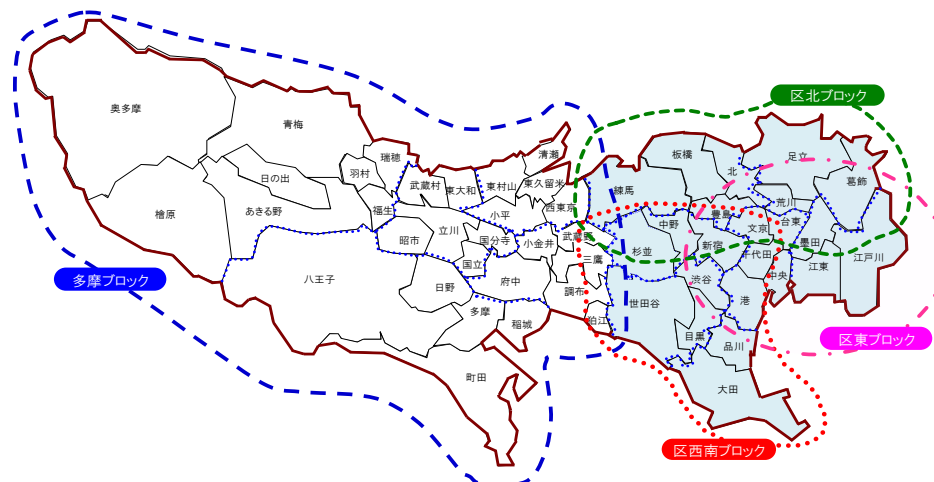 区北ブロック
奥多摩
青梅
瑞穂
清瀬
板橋
北
足立
葛飾
日の出
羽村
武蔵村
東大和
東村山
東久留米
練馬
荒川
檜原
あきる野
福生
小平
西東京
豊島
文京
台東
中野
昭市
立川
国分寺
小金井
武蔵野
杉並
新宿
千代田
墨田
江東
江戸川
八王子
国立
三鷹
渋谷
中央
多摩ブロック
日野
府中
調布
世田谷
港
多摩
稲城
狛江
目黒
品川
区東ブロック
町田
大田
区西南ブロック